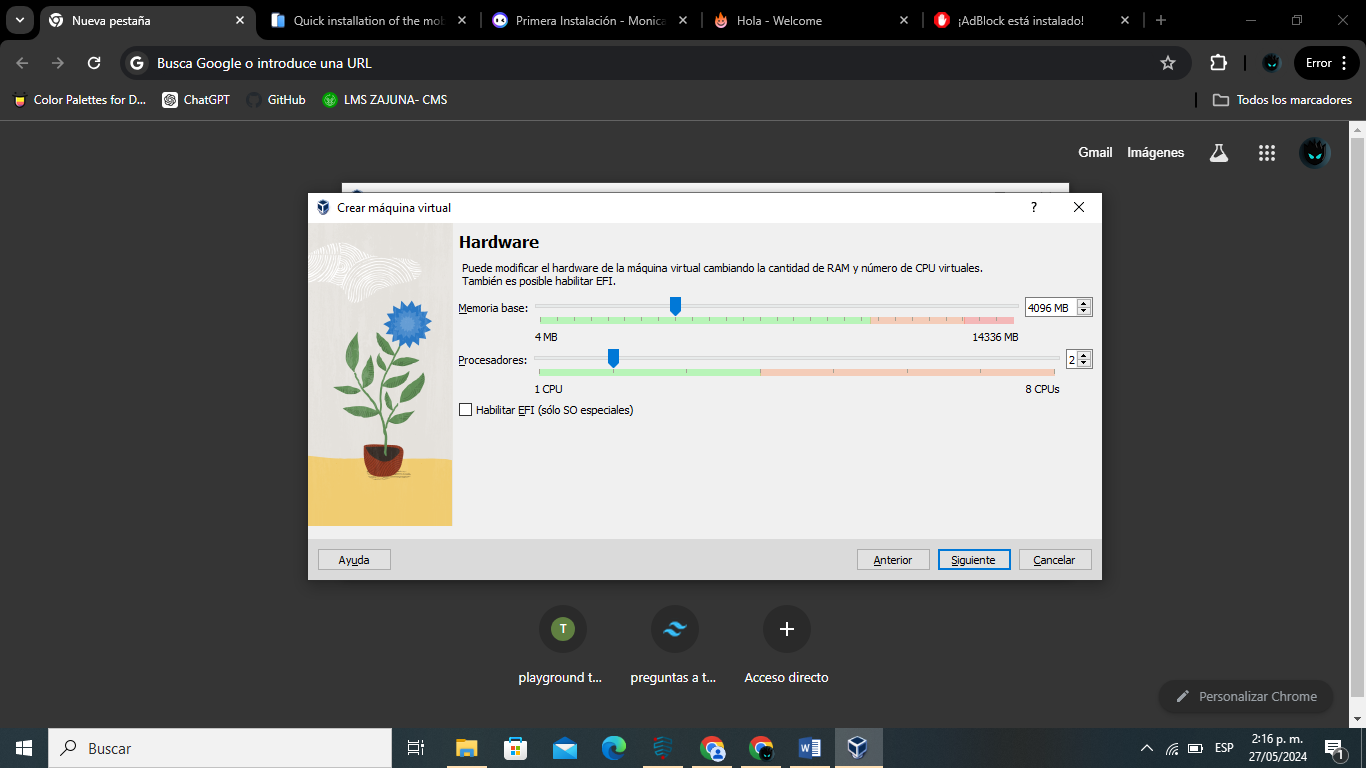 Nueva pestaña
Quick installation of the mob
Primera Instalación - Monica
Hola - Welcome
¡AdBlock está instalado!
Busca Google o introduce una URL
Error
Color Palettes for D...
ChatGPT
GitHub
LMS ZAJUNA- CMS
Todos los marcadores
Gmail
Imágenes
Crear máquina virtual
?
Hardware
Puede modificar el hardware de la máquina virtual cambiando la cantidad de RAM y número de CPU virtuales.
También es posible habilitar EFI.
Memoria base:
4096 MB
4 MB
14336 MB
Procesadores:
2
1 CPU
8 CPUs
Habilitar EFI (sólo SO especiales)
Ayuda
Anterior
Siguiente
Cancelar
T
playground t...
preguntas a t...
Acceso directo
Personalizar Chrome
Buscar
ESP
2:16 p. m.
27/05/2024
1